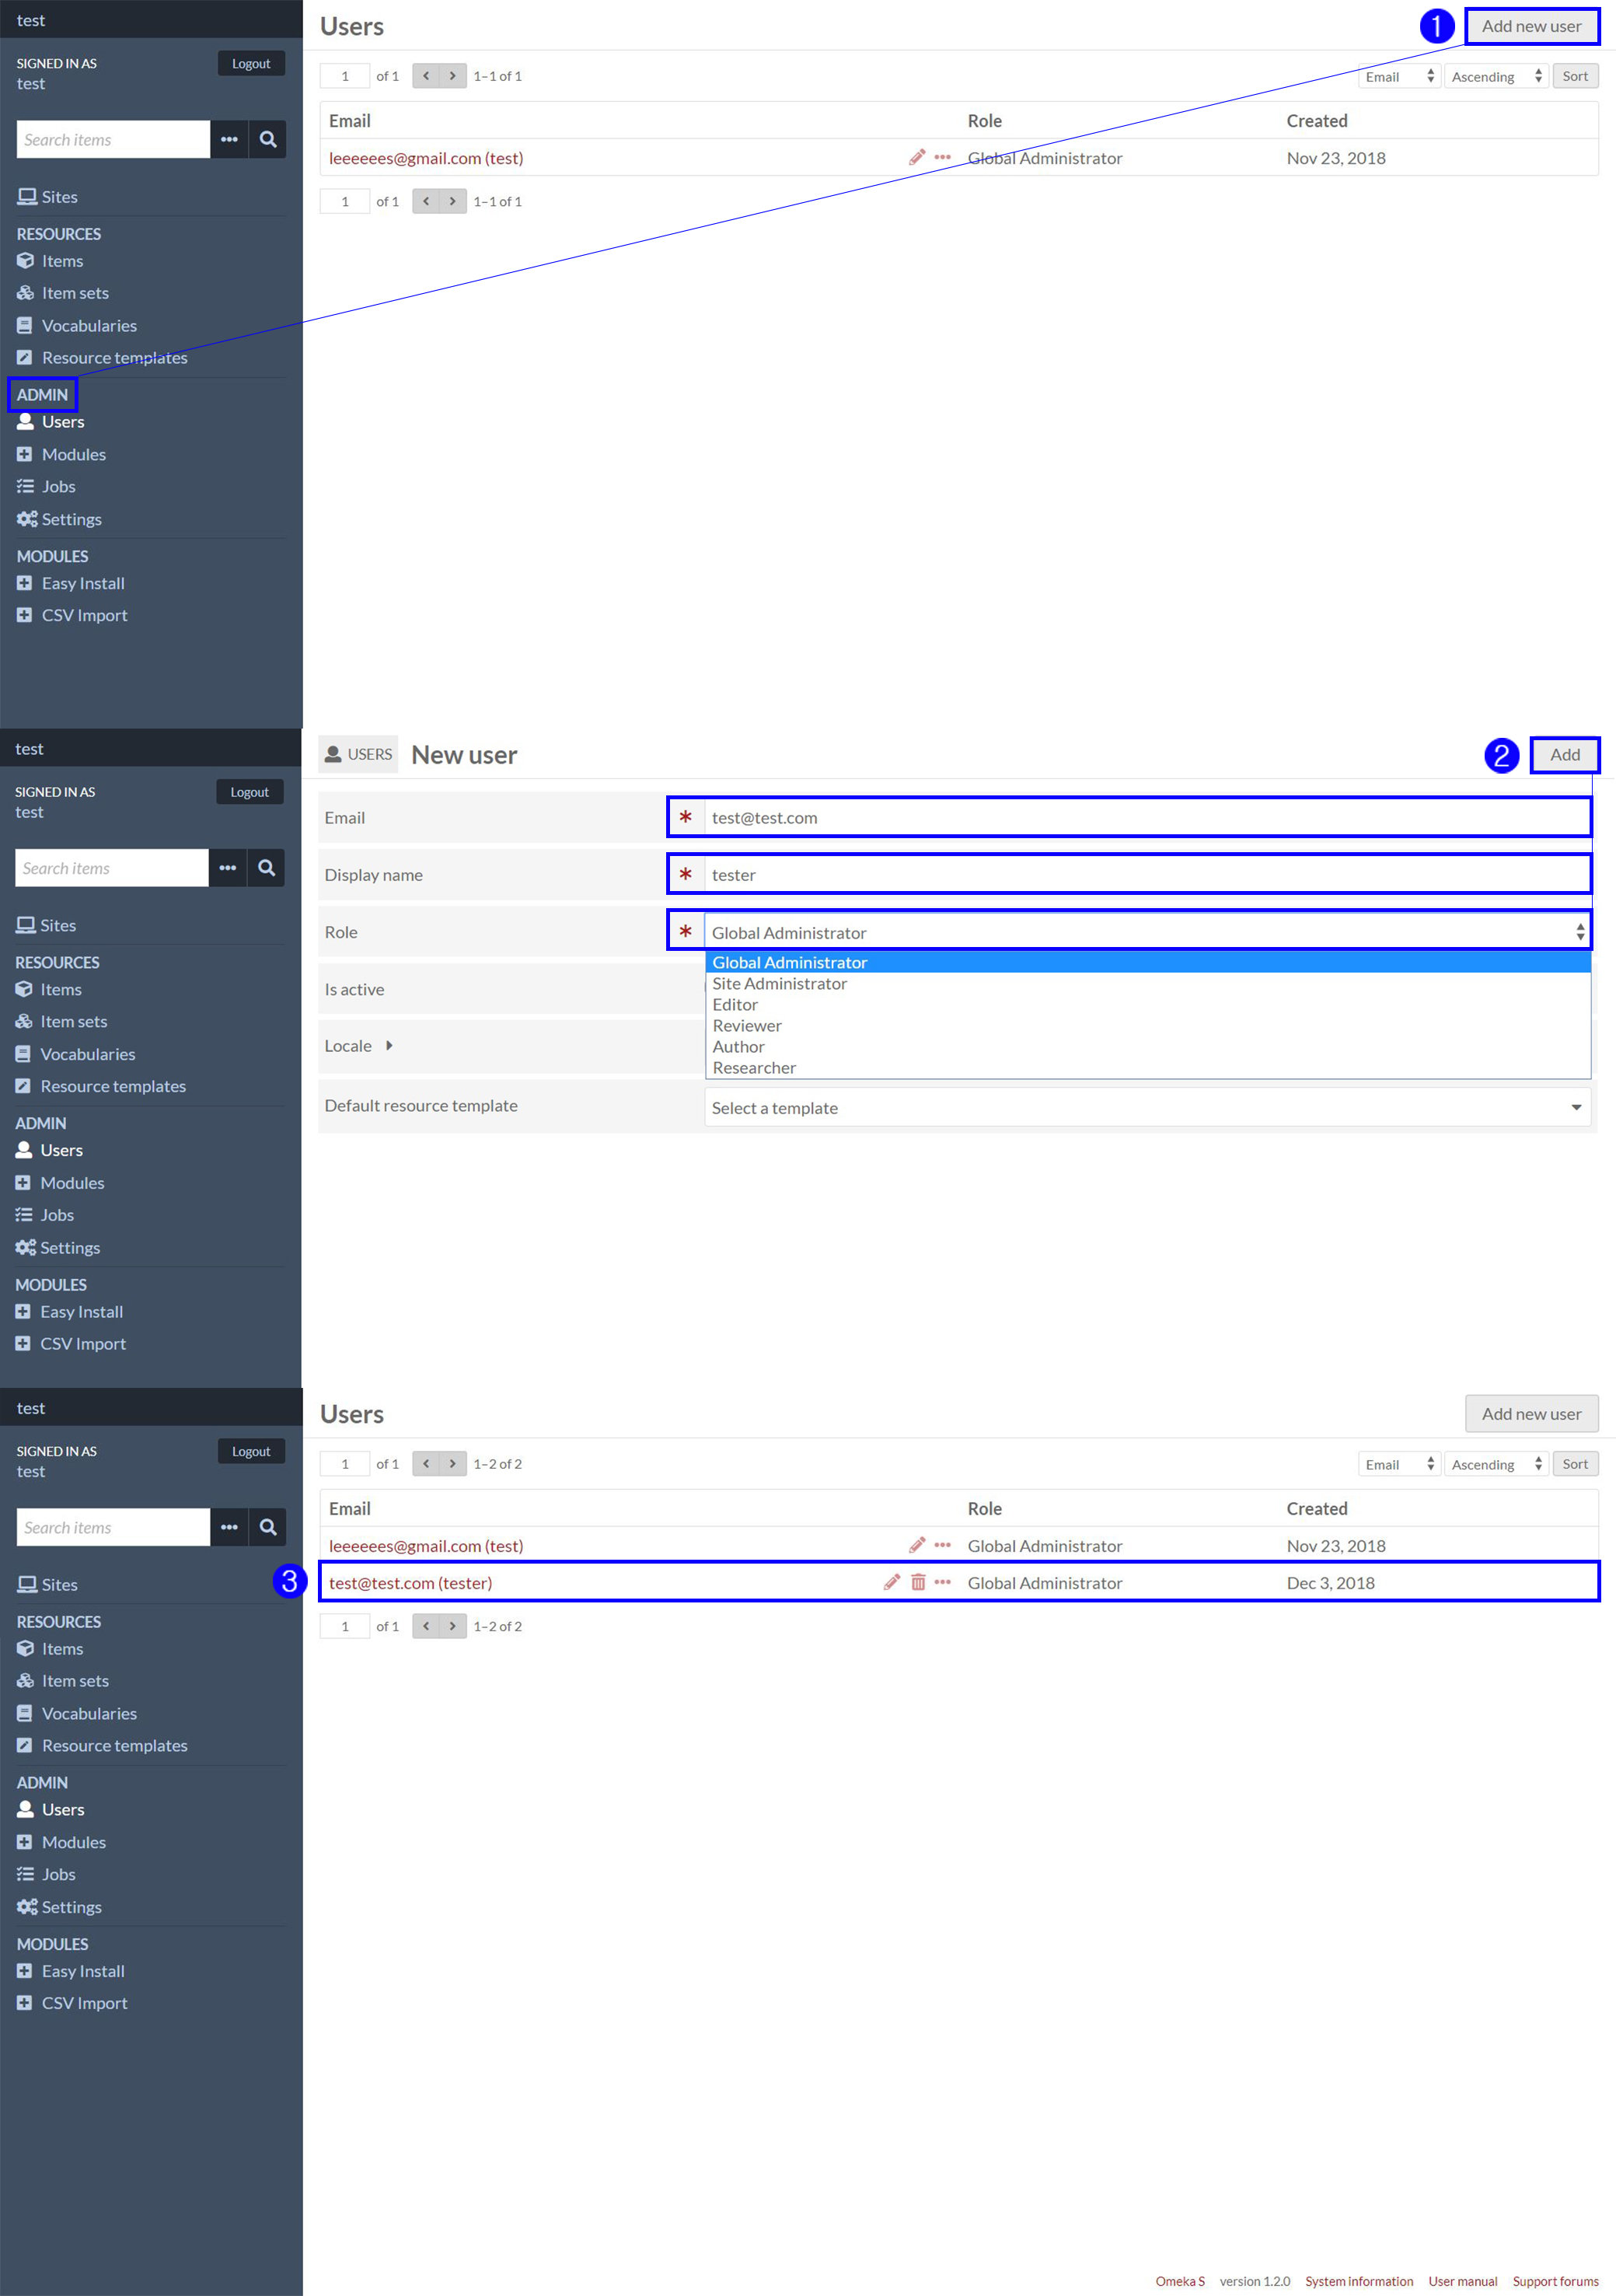 test
SIGNED IN AS
Logout
test
Search items
Sites
RESOURCES
Items
Item sets
Vocabularies
Resource templates
ADMIN
Users
Modules
Jobs
Settings
MODULES
Easy Install
CSV Import
Users
1 Add new user
1 of 1 1–1 of 1
Email Ascending Sort
Email Role Created
leeeeees@gmail.com (test) Global Administrator Nov 23, 2018
1 of 1 1–1 of 1
test
SIGNED IN AS
Logout
test
Search items
Sites
RESOURCES
Items
Item sets
Vocabularies
Resource templates
ADMIN
Users
Modules
Jobs
Settings
MODULES
Easy Install
CSV Import
USERS New user
2 Add
Email * test@test.com
Display name * tester
Role * Global Administrator
Global Administrator
Site Administrator
Editor
Reviewer
Author
Researcher
Is active
Locale
Default resource template Select a template
test
SIGNED IN AS
Logout
test
Search items
Sites
RESOURCES
Items
Item sets
Vocabularies
Resource templates
ADMIN
Users
Modules
Jobs
Settings
MODULES
Easy Install
CSV Import
Users
Add new user
1 of 1 1–2 of 2
Email Ascending Sort
Email Role Created
leeeeees@gmail.com (test) Global Administrator Nov 23, 2018
3 test@test.com (tester) Global Administrator Dec 3, 2018
1 of 1 1–2 of 2
Omeka S version 1.2.0 System information User manual Support forums